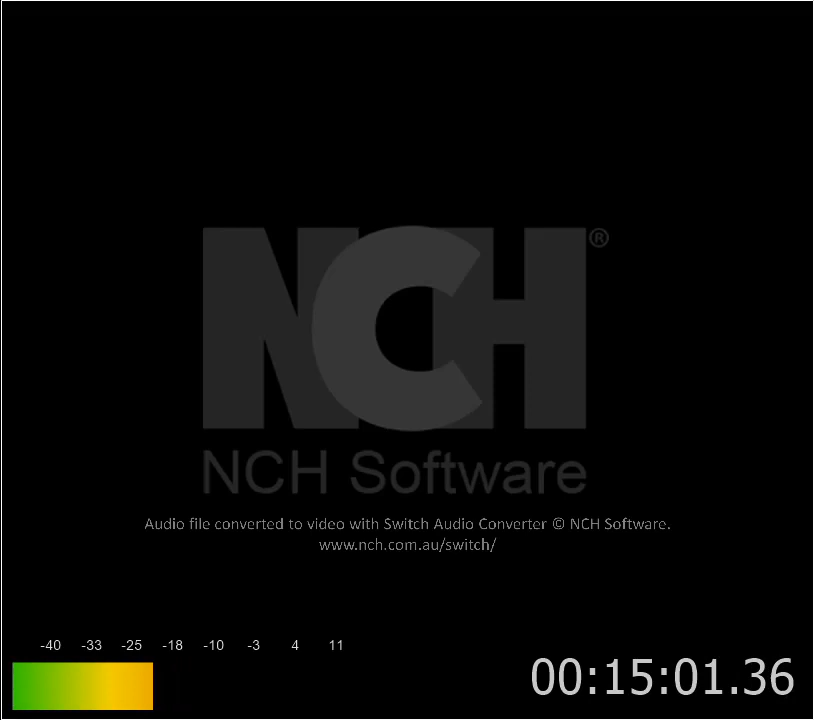 NCH®
NCH Software
Audio file converted to video with Switch Audio Converter © NCH Software.
www.nch.com.au/switch/
-40 -33 -25 -18 -10 -3 4 11
00:15:01.36